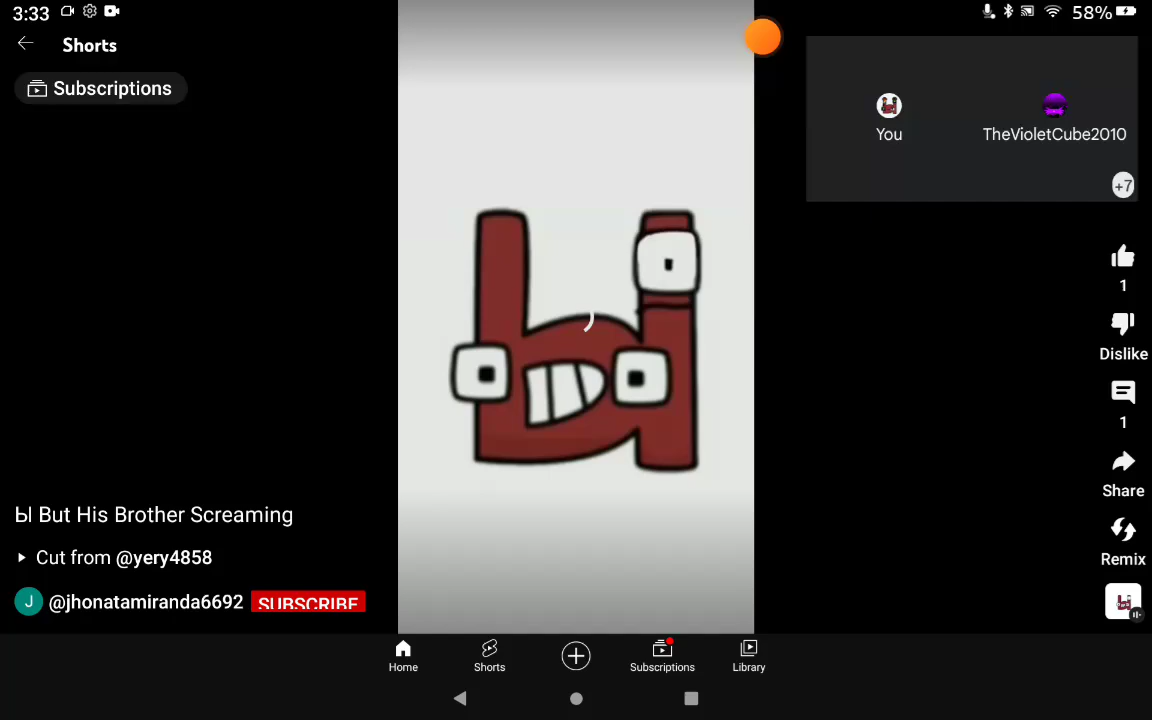 3:33
58%
Shorts
Subscriptions
You
TheVioletCube2010
+7
1
Dislike
1
Share
Remix
Ы But His Brother Screaming
Cut from @yery4858
J @jhonatamiranda6692 SUBSCRIBE
Home
Shorts
Subscriptions
Library